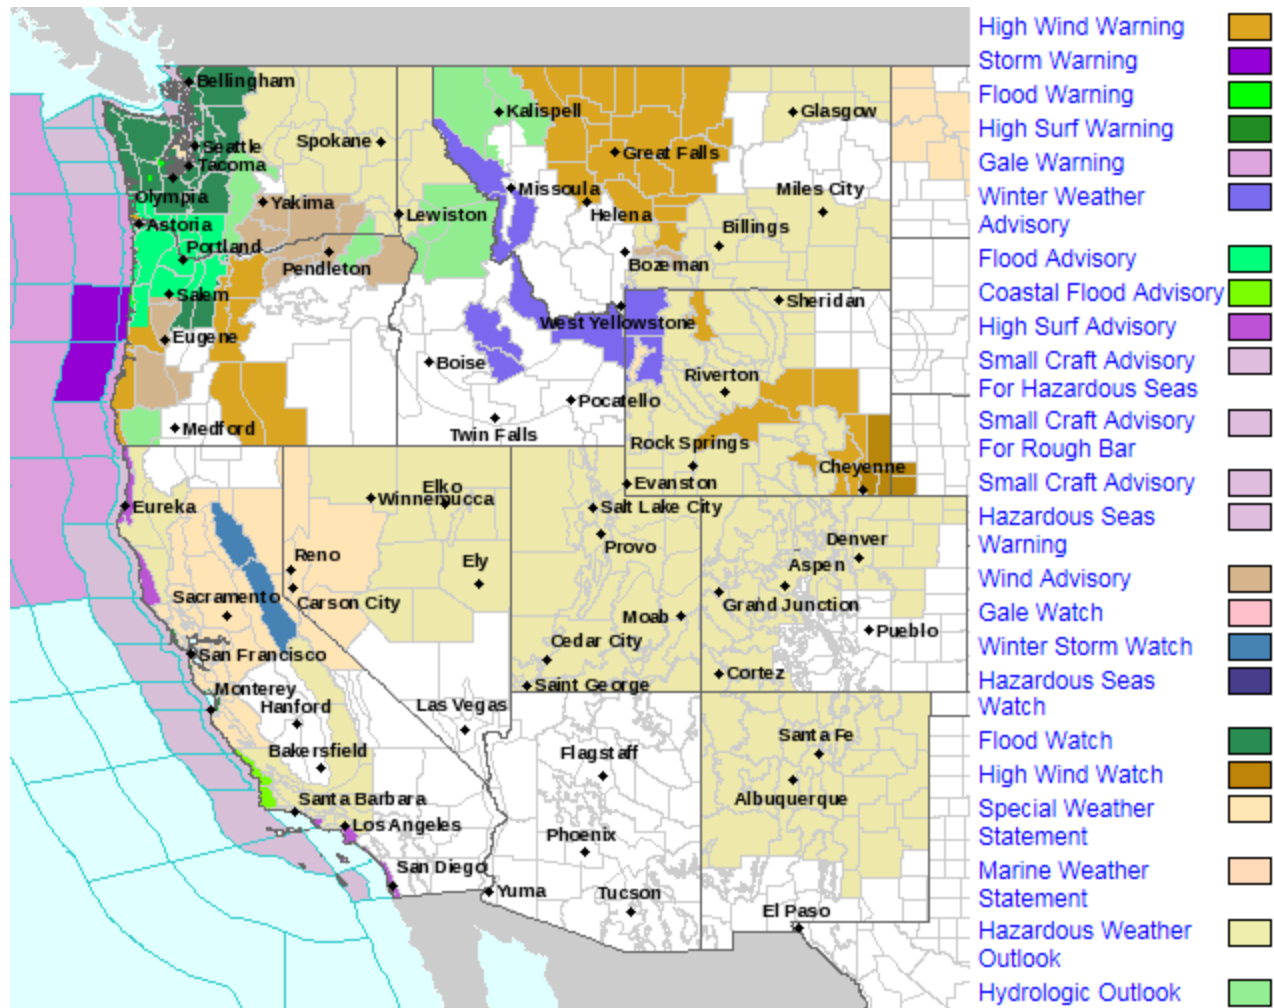 High Wind Warning
Storm Warning
Flood Warning
High Surf Warning
Gale Warning
Winter Weather
Advisory
Flood Advisory
Coastal Flood Advisory
High Surf Advisory
Small Craft Advisory
For Hazardous Seas
Small Craft Advisory
For Rough Bar
Small Craft Advisory
Hazardous Seas
Warning
Wind Advisory
Gale Watch
Winter Storm Watch
Hazardous Seas
Watch
Flood Watch
High Wind Watch
Special Weather
Statement
Marine Weather
Statement
Hazardous Weather
Outlook
Hydrologic Outlook
Bellingham
Kalispell
Glasgow
Seattle
Spokane
Great Falls
Tacoma
Olympia
Yakima
Missoula
Miles City
Astoria
Lewiston
Helena
Billings
Portland
Pendleton
Bozeman
Salem
Sheridan
Eugene
West Yellowstone
Boise
Riverton
Pocatello
Medford
Twin Falls
Rock Springs
Cheyenne
Evanston
Elko
Winnemucca
Eureka
Salt Lake City
Provo
Denver
Reno
Ely
Aspen
Sacramento
Carson City
Grand Junction
Moab
Pueblo
San Francisco
Cedar City
Cortez
Saint George
Monterey
Hanford
Las Vegas
Bakersfield
Flagstaff
Santa Fe
Santa Barbara
Albuquerque
Los Angeles
Phoenix
San Diego
Yuma
Tucson
El Paso